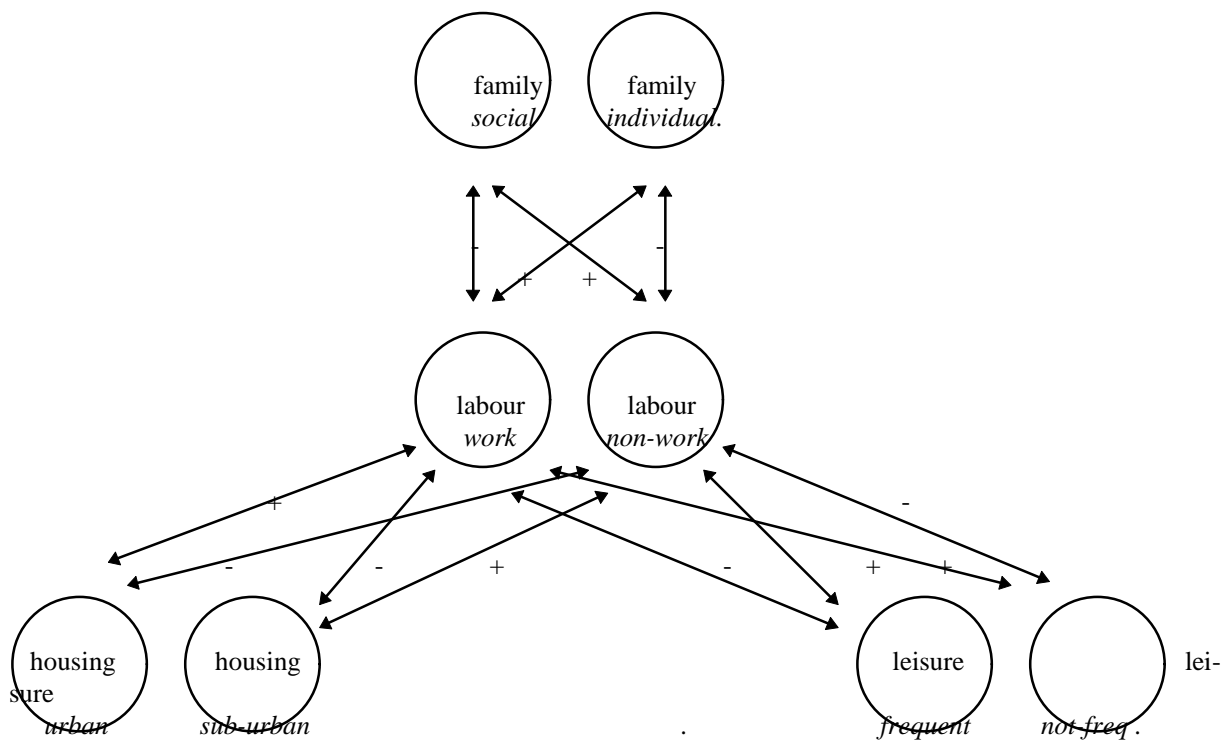 family family
social individual.
- -
+ +
labour labour
work non-work
+ -
- - + - + +
housing housing leisure lei-
sure
urban sub-urban . frequent not-freq .